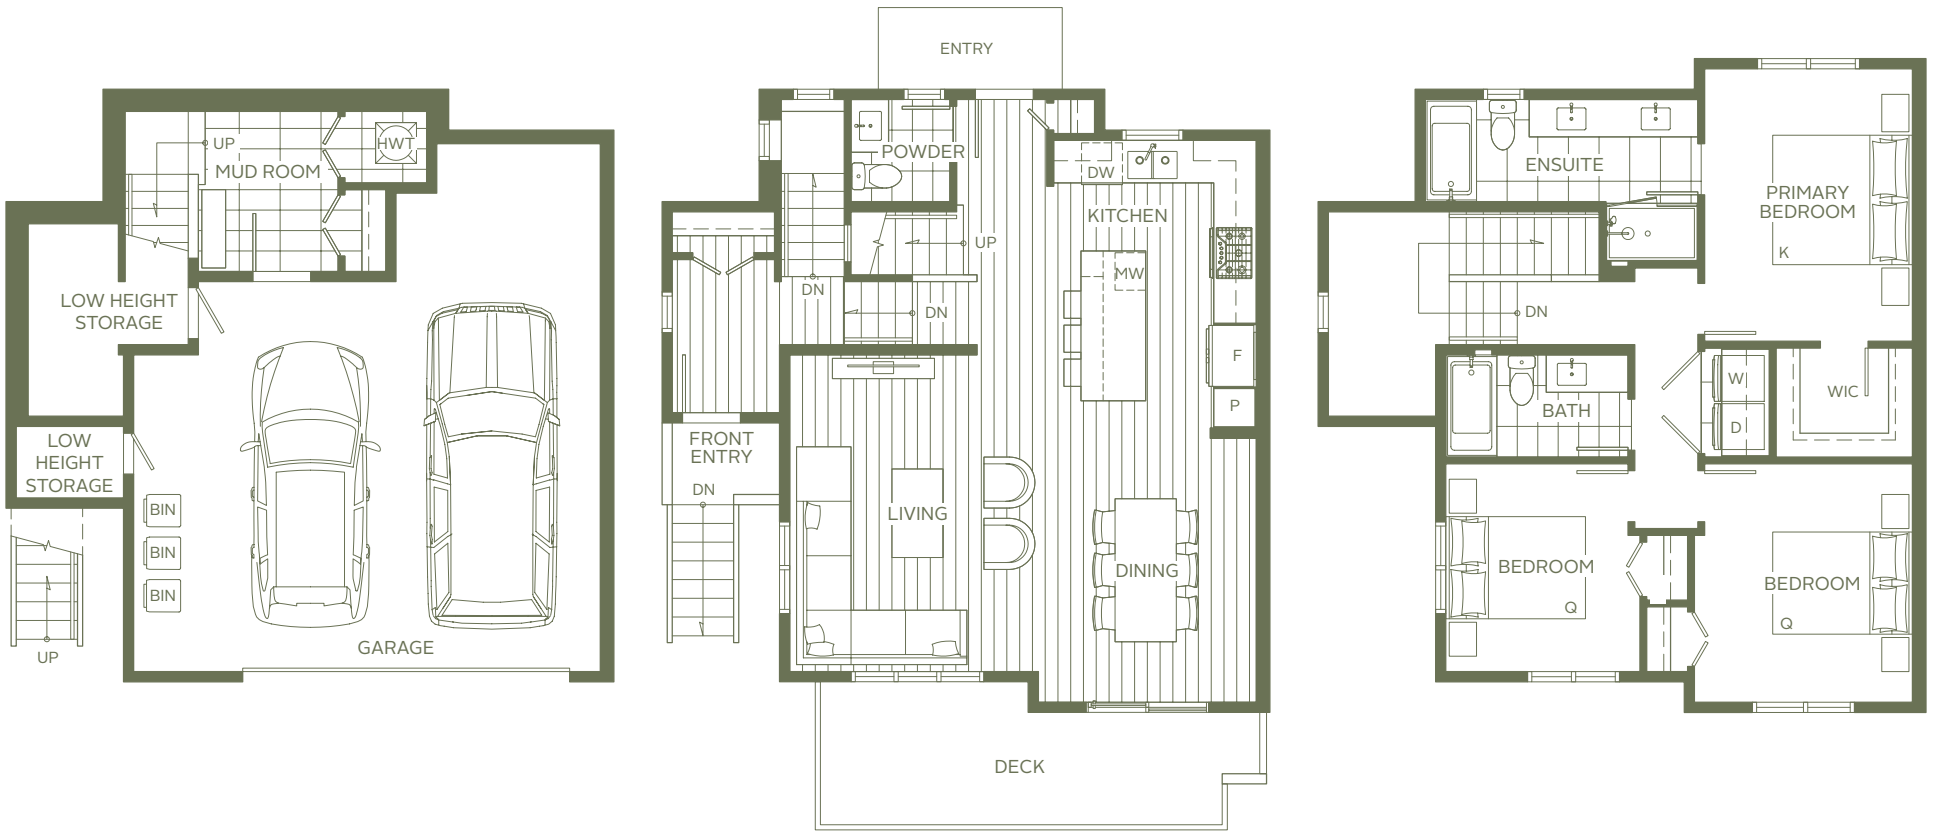 UP
HWT
MUD ROOM
LOW HEIGHT
STORAGE
LOW
HEIGHT
STORAGE
BIN
BIN
BIN
UP
GARAGE
ENTRY
POWDER
DW
KITCHEN
UP
MW
DN
DN
F
P
FRONT
ENTRY
DN
LIVING
DINING
DECK
ENSUITE
PRIMARY
BEDROOM
K
DN
W
WIC
BATH
D
BEDROOM
Q
BEDROOM
Q